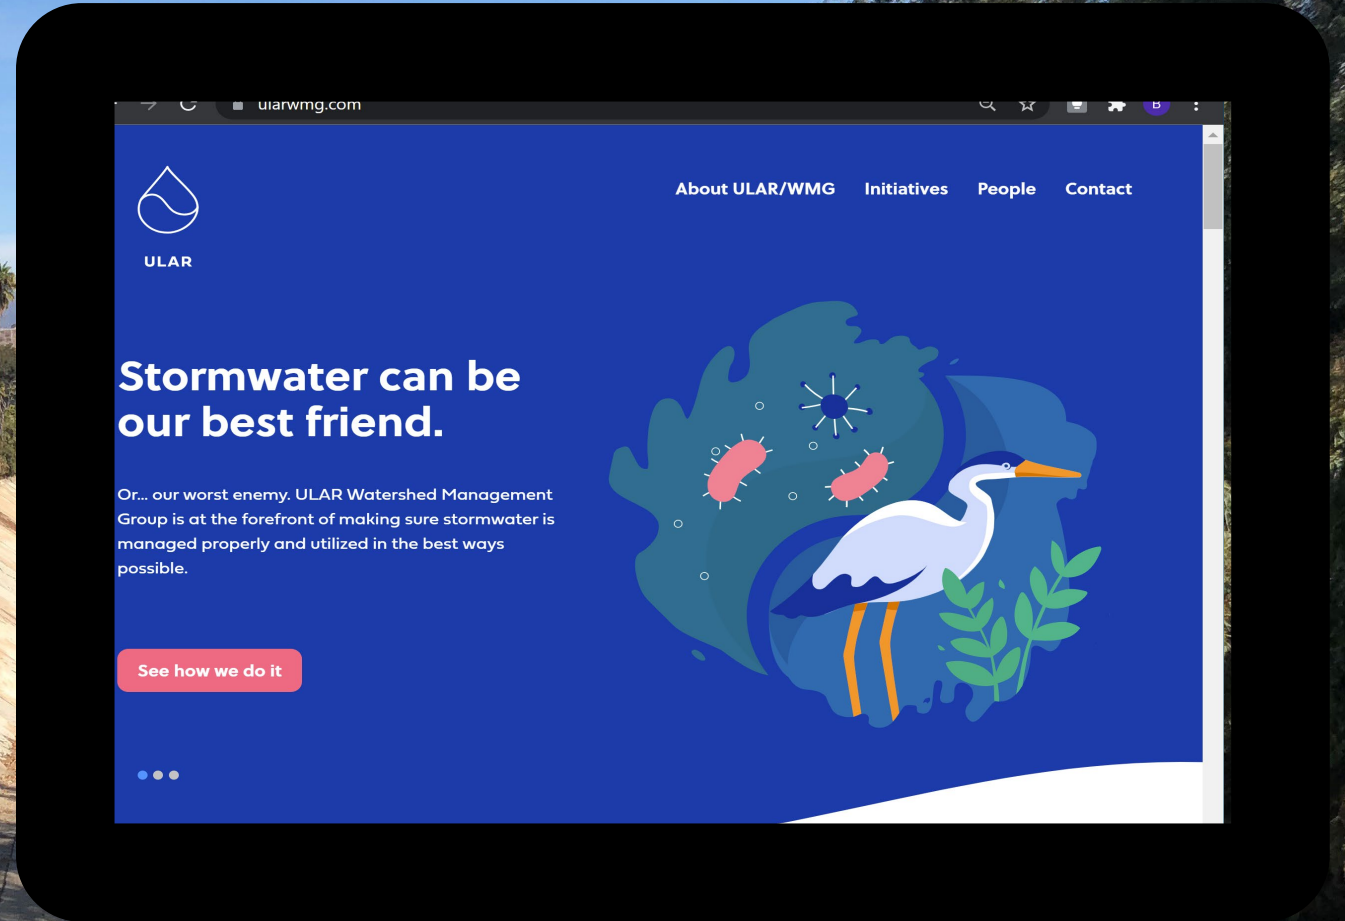 ularwmg.com
B
ULAR
About ULAR/WMG Initiatives People Contact
Stormwater can be
our best friend.
Or... our worst enemy. ULAR Watershed Management
Group is at the forefront of making sure stormwater is
managed properly and utilized in the best ways
possible.
See how we do it